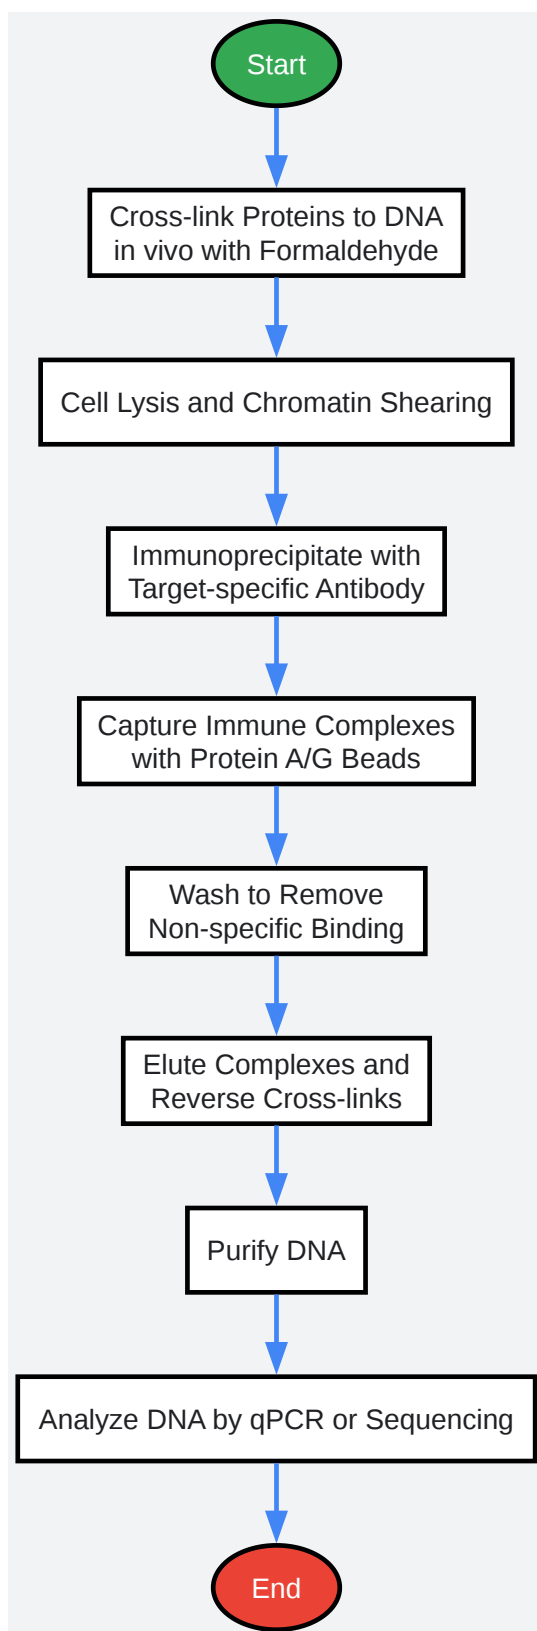 Start
Cross-link Proteins to DNA
in vivo with Formaldehyde
Cell Lysis and Chromatin Shearing
Immunoprecipitate with
Target-specific Antibody
Capture Immune Complexes
with Protein A/G Beads
Wash to Remove
Non-specific Binding
Elute Complexes and
Reverse Cross-links
Purify DNA
Analyze DNA by qPCR or Sequencing
End